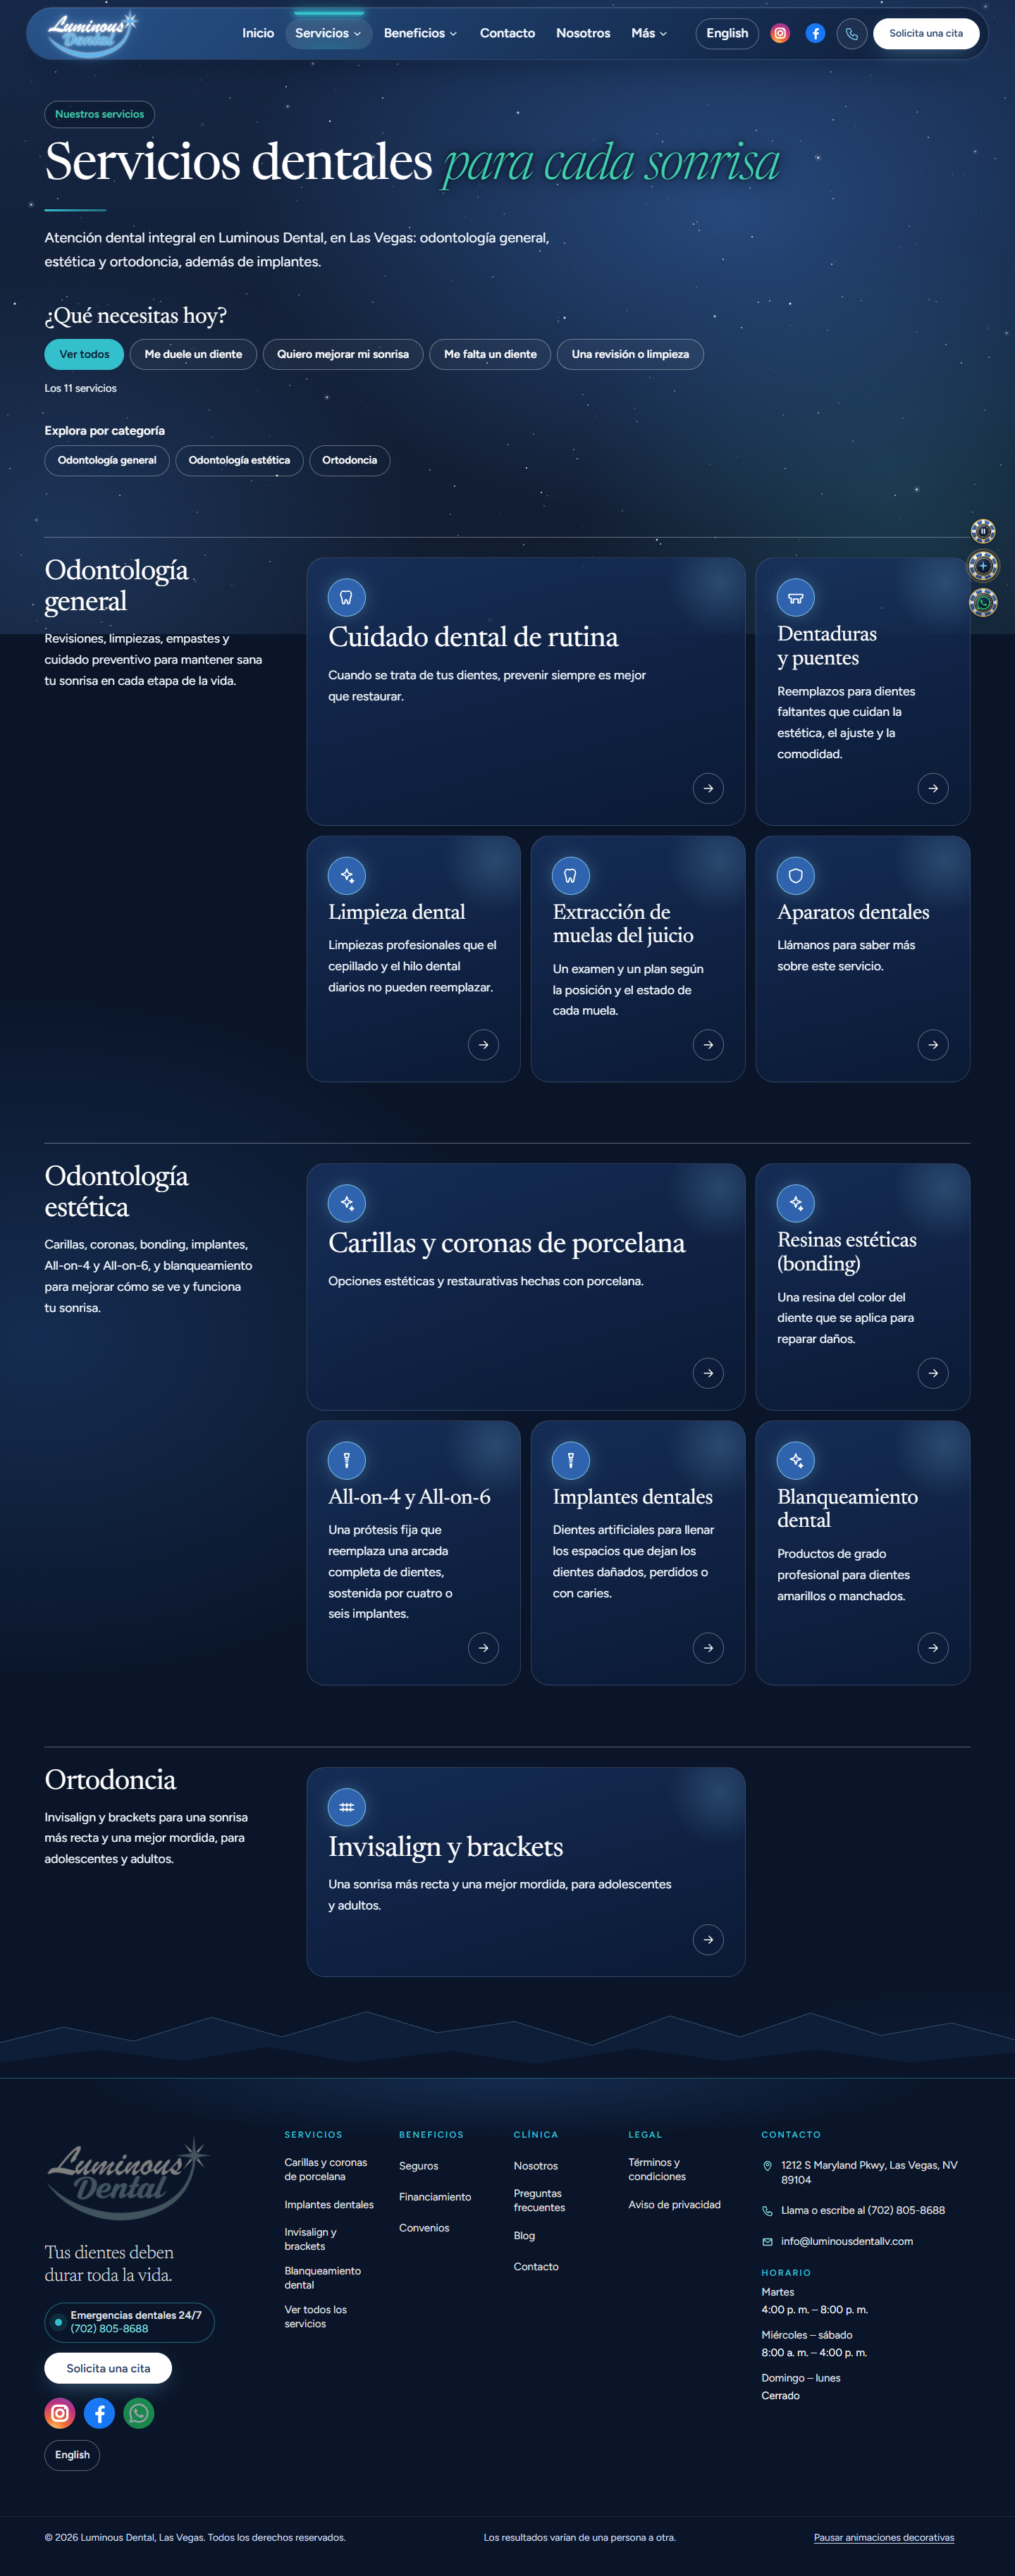 Luminous Dental
Inicio
Servicios
Beneficios
Contacto
Nosotros
Más
English
Solicita una cita
Nuestros servicios
Servicios dentales para cada sonrisa
Atención dental integral en Luminous Dental, en Las Vegas: odontología general,
estética y ortodoncia, además de implantes.
¿Qué necesitas hoy?
Ver todos
Me duele un diente
Quiero mejorar mi sonrisa
Me falta un diente
Una revisión o limpieza
Los 11 servicios
Explora por categoría
Odontología general
Odontología estética
Ortodoncia
Odontología
general
Revisiones, limpiezas, empastes y
cuidado preventivo para mantener sana
tu sonrisa en cada etapa de la vida.
Cuidado dental de rutina
Cuando se trata de tus dientes, prevenir siempre es mejor
que restaurar.
Dentaduras
y puentes
Reemplazos para dientes
faltantes que cuidan la
estética, el ajuste y la
comodidad.
Limpieza dental
Limpiezas profesionales que el
cepillado y el hilo dental
diarios no pueden reemplazar.
Extracción de
muelas del juicio
Un examen y un plan según
la posición y el estado de
cada muela.
Aparatos dentales
Llámanos para saber más
sobre este servicio.
Odontología
estética
Carillas, coronas, bonding, implantes,
All-on-4 y All-on-6, y blanqueamiento
para mejorar cómo se ve y funciona
tu sonrisa.
Carillas y coronas de porcelana
Opciones estéticas y restaurativas hechas con porcelana.
Resinas estéticas
(bonding)
Una resina del color del
diente que se aplica para
reparar daños.
All-on-4 y All-on-6
Una prótesis fija que
reemplaza una arcada
completa de dientes,
sostenida por cuatro o
seis implantes.
Implantes dentales
Dientes artificiales para llenar
los espacios que dejan los
dientes dañados, perdidos o
con caries.
Blanqueamiento
dental
Productos de grado
profesional para dientes
amarillos o manchados.
Ortodoncia
Invisalign y brackets para una sonrisa
más recta y una mejor mordida, para
adolescentes y adultos.
Invisalign y brackets
Una sonrisa más recta y una mejor mordida, para adolescentes
y adultos.
Luminous
Dental
Tus dientes deben
durar toda la vida.
Emergencias dentales 24/7
(702) 805-8688
Solicita una cita
English
SERVICIOS
Carillas y coronas
de porcelana
Implantes dentales
Invisalign y
brackets
Blanqueamiento
dental
Ver todos los
servicios
BENEFICIOS
Seguros
Financiamiento
Convenios
CLÍNICA
Nosotros
Preguntas
frecuentes
Blog
Contacto
LEGAL
Términos y
condiciones
Aviso de privacidad
CONTACTO
1212 S Maryland Pkwy, Las Vegas, NV
89104
Llama o escribe al (702) 805-8688
info@luminousdentallv.com
HORARIO
Martes
4:00 p. m. – 8:00 p. m.
Miércoles – sábado
8:00 a. m. – 4:00 p. m.
Domingo – lunes
Cerrado
© 2026 Luminous Dental, Las Vegas. Todos los derechos reservados.
Los resultados varían de una persona a otra.
Pausar animaciones decorativas